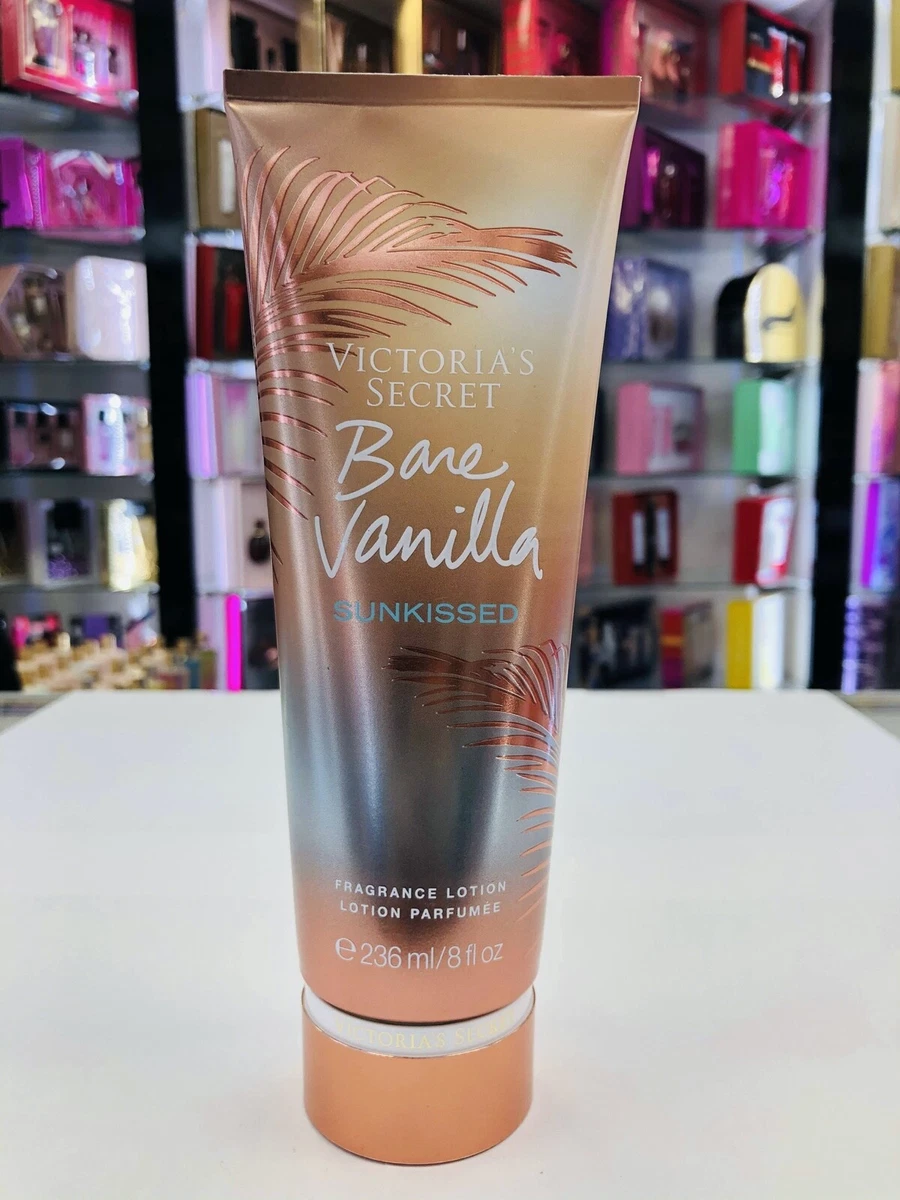 VICTORIA'S
SECRET
Bare
Vanilla
SUNKISSED
FRAGRANCE LOTION
LOTION PARFUMÉE
℮ 236 ml/8 fl oz
VICTORIA'S SECRET